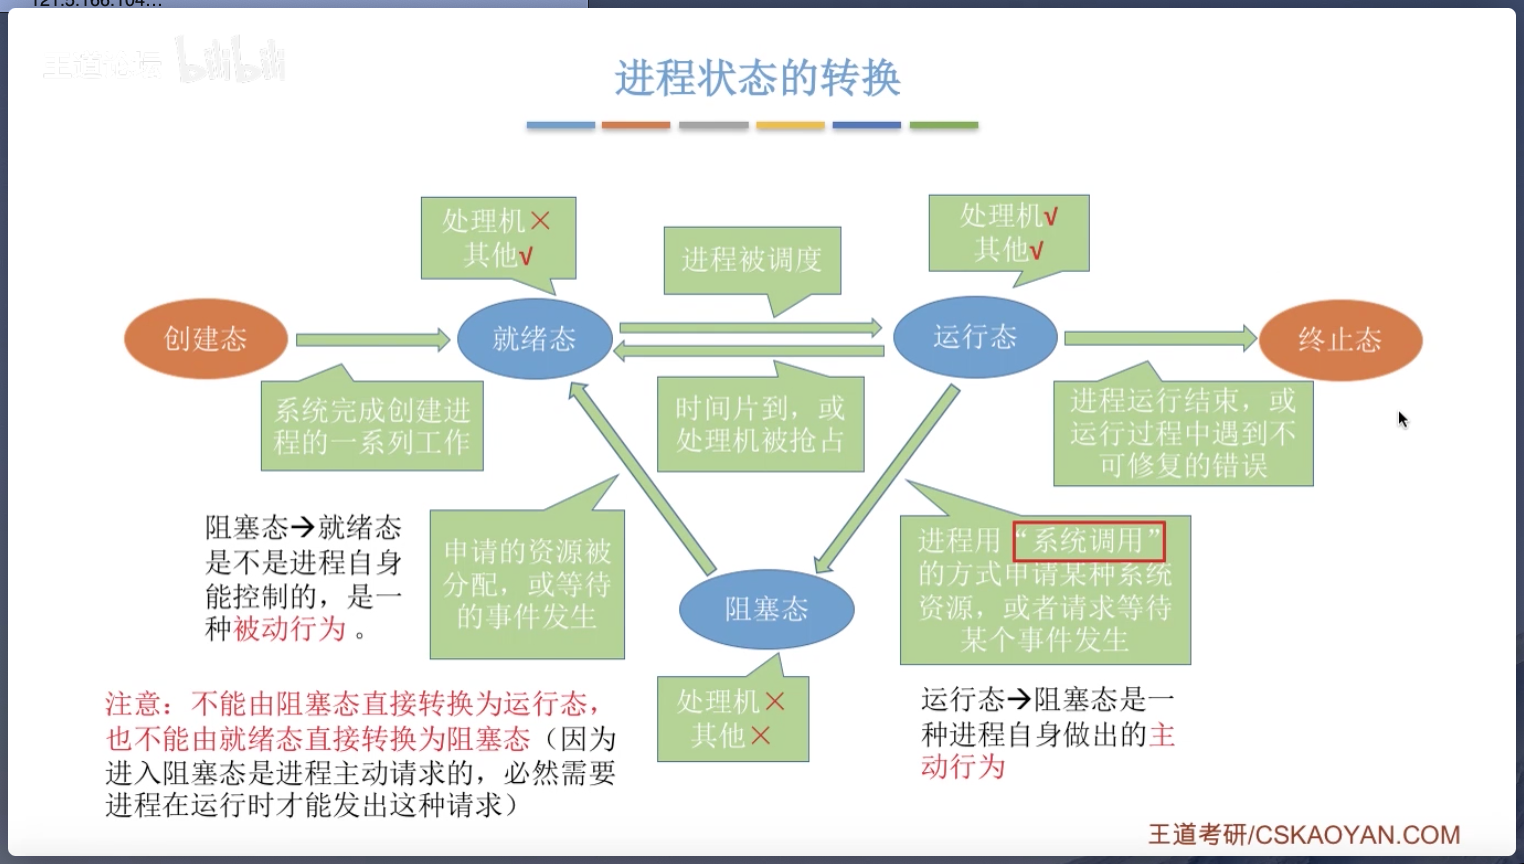 王道论坛 bilibili
进程状态的转换
处理机×
其他√
处理机√
其他√
进程被调度
创建态
就绪态
运行态
终止态
系统完成创建进
程的一系列工作
时间片到，或
处理机被抢占
进程运行结束，或
运行过程中遇到不
可修复的错误
阻塞态→就绪态
是不是进程自身
能控制的，是一
种被动行为。
申请的资源被
分配，或等待
的事件发生
进程用“系统调用”
的方式申请某种系统
资源，或者请求等待
某个事件发生
阻塞态
处理机×
其他×
注意：不能由阻塞态直接转换为运行态，
也不能由就绪态直接转换为阻塞态（因为
进入阻塞态是进程主动请求的，必然需要
进程在运行时才能发出这种请求）
运行态→阻塞态是一
种进程自身做出的主
动行为
王道考研/CSKAOYAN.COM